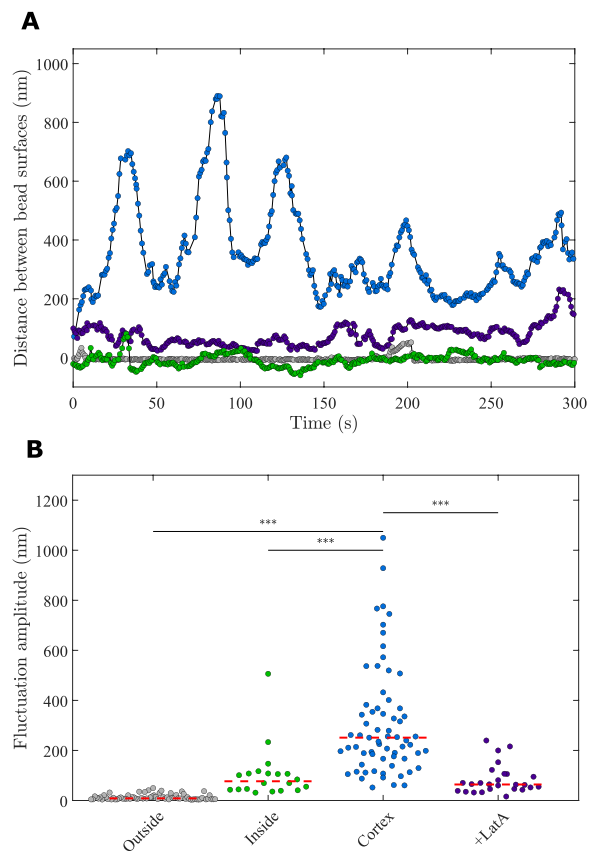 A
Distance between bead surfaces (nm)
1000
800
600
400
200
0
0 50 100 150 200 250 300
Time (s)
B
Fluctuation amplitude (nm)
1200
1000
800
600
400
200
0
***
***
***
Outside Inside Cortex +LatA